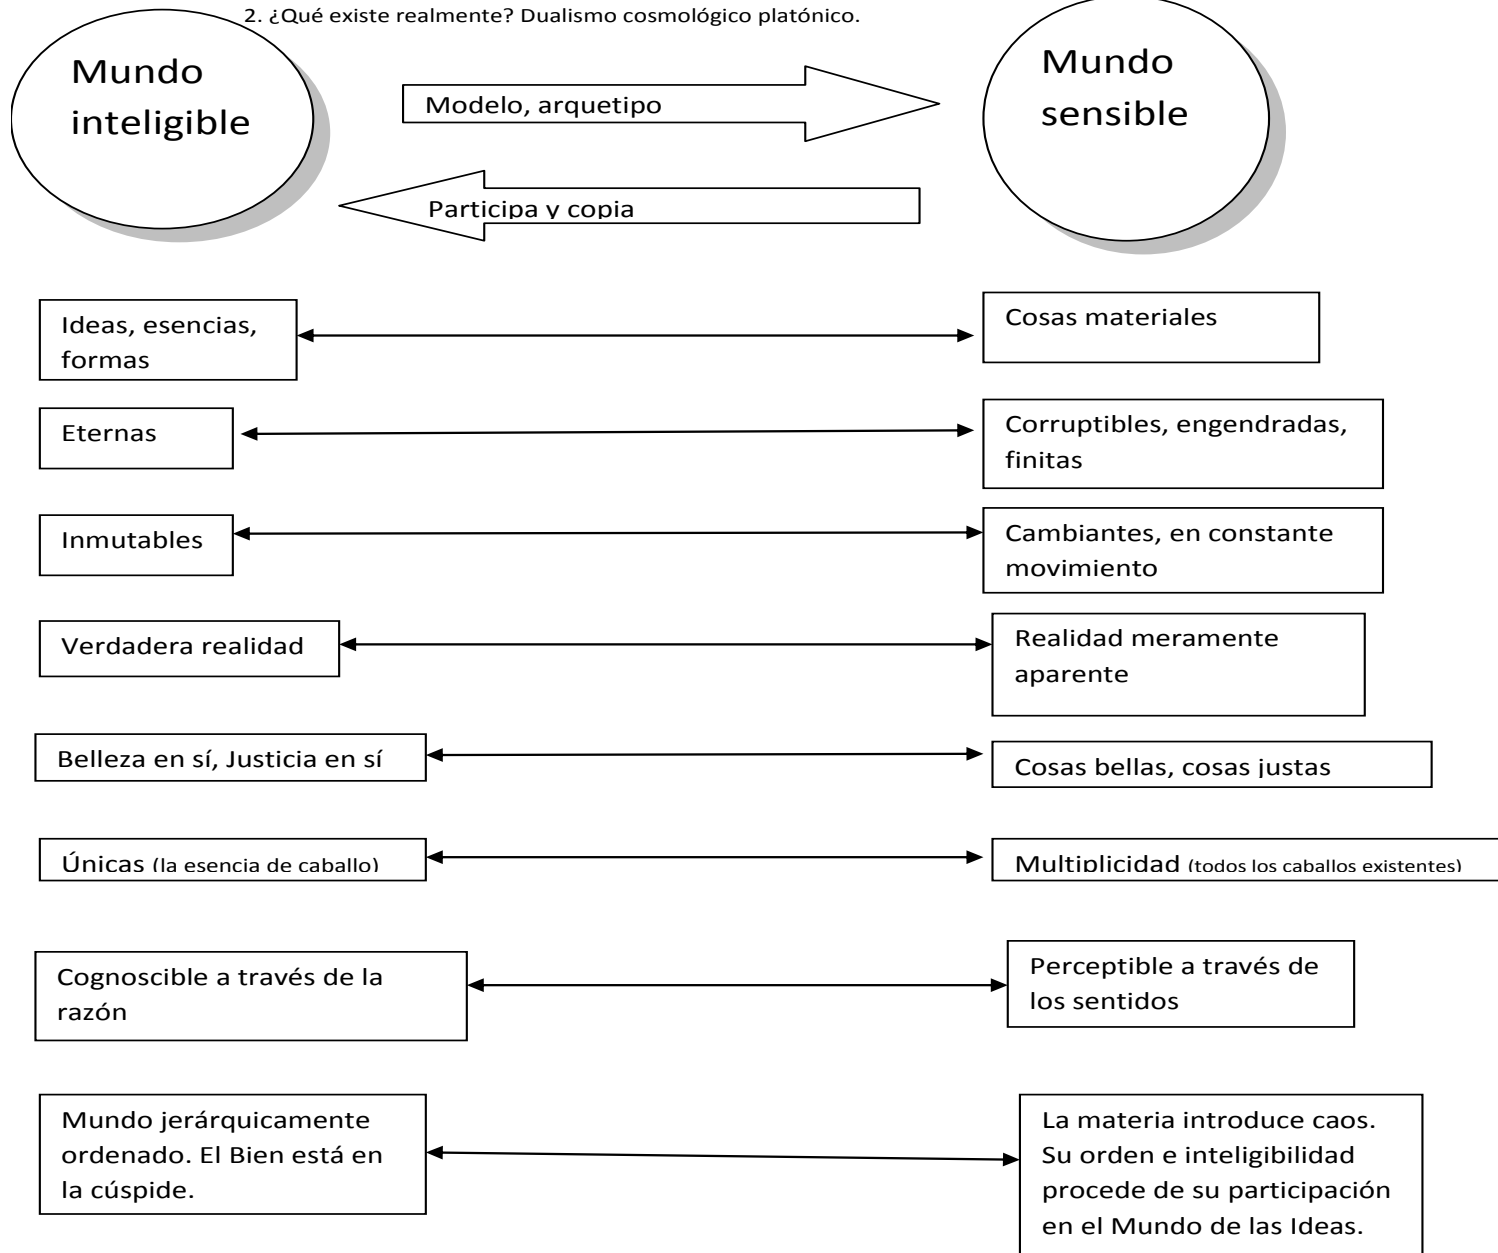 2. ¿Qué existe realmente? Dualismo cosmológico platónico.
Mundo
inteligible
Modelo, arquetipo
Mundo
sensible
Participa y copia
Ideas, esencias,
formas
Cosas materiales
Eternas
Corruptibles, engendradas,
finitas
Inmutables
Cambiantes, en constante
movimiento
Verdadera realidad
Realidad meramente
aparente
Belleza en sí, Justicia en sí
Cosas bellas, cosas justas
Únicas (la esencia de caballo)
Multiplicidad (todos los caballos existentes)
Cognoscible a través de la
razón
Perceptible a través de
los sentidos
Mundo jerárquicamente
ordenado. El Bien está en
la cúspide.
La materia introduce caos.
Su orden e inteligibilidad
procede de su participación
en el Mundo de las Ideas.